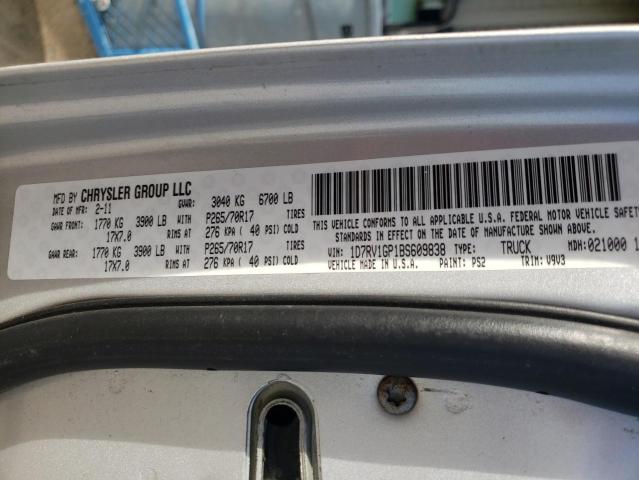 MFD BY CHRYSLER GROUP LLC
DATE OF MFR: 2-11 GVWR: 3040 KG 6700 LB
GAWR FRONT: 1770 KG 3900 LB WITH P265/70R17 TIRES
17X7.0 RIMS AT 276 KPA ( 40 PSI) COLD
GAWR REAR: 1770 KG 3900 LB WITH P265/70R17 TIRES
17X7.0 RIMS AT 276 KPA ( 40 PSI) COLD
THIS VEHICLE CONFORMS TO ALL APPLICABLE U.S.A. FEDERAL MOTOR VEHICLE SAFETY
STANDARDS IN EFFECT ON THE DATE OF MANUFACTURE SHOWN ABOVE.
VIN: 1D7RV1GP1BS609839 TYPE: TRUCK MDH:021000
VEHICLE MADE IN U.S.A. PAINT: PS2 TRIM: V9V3